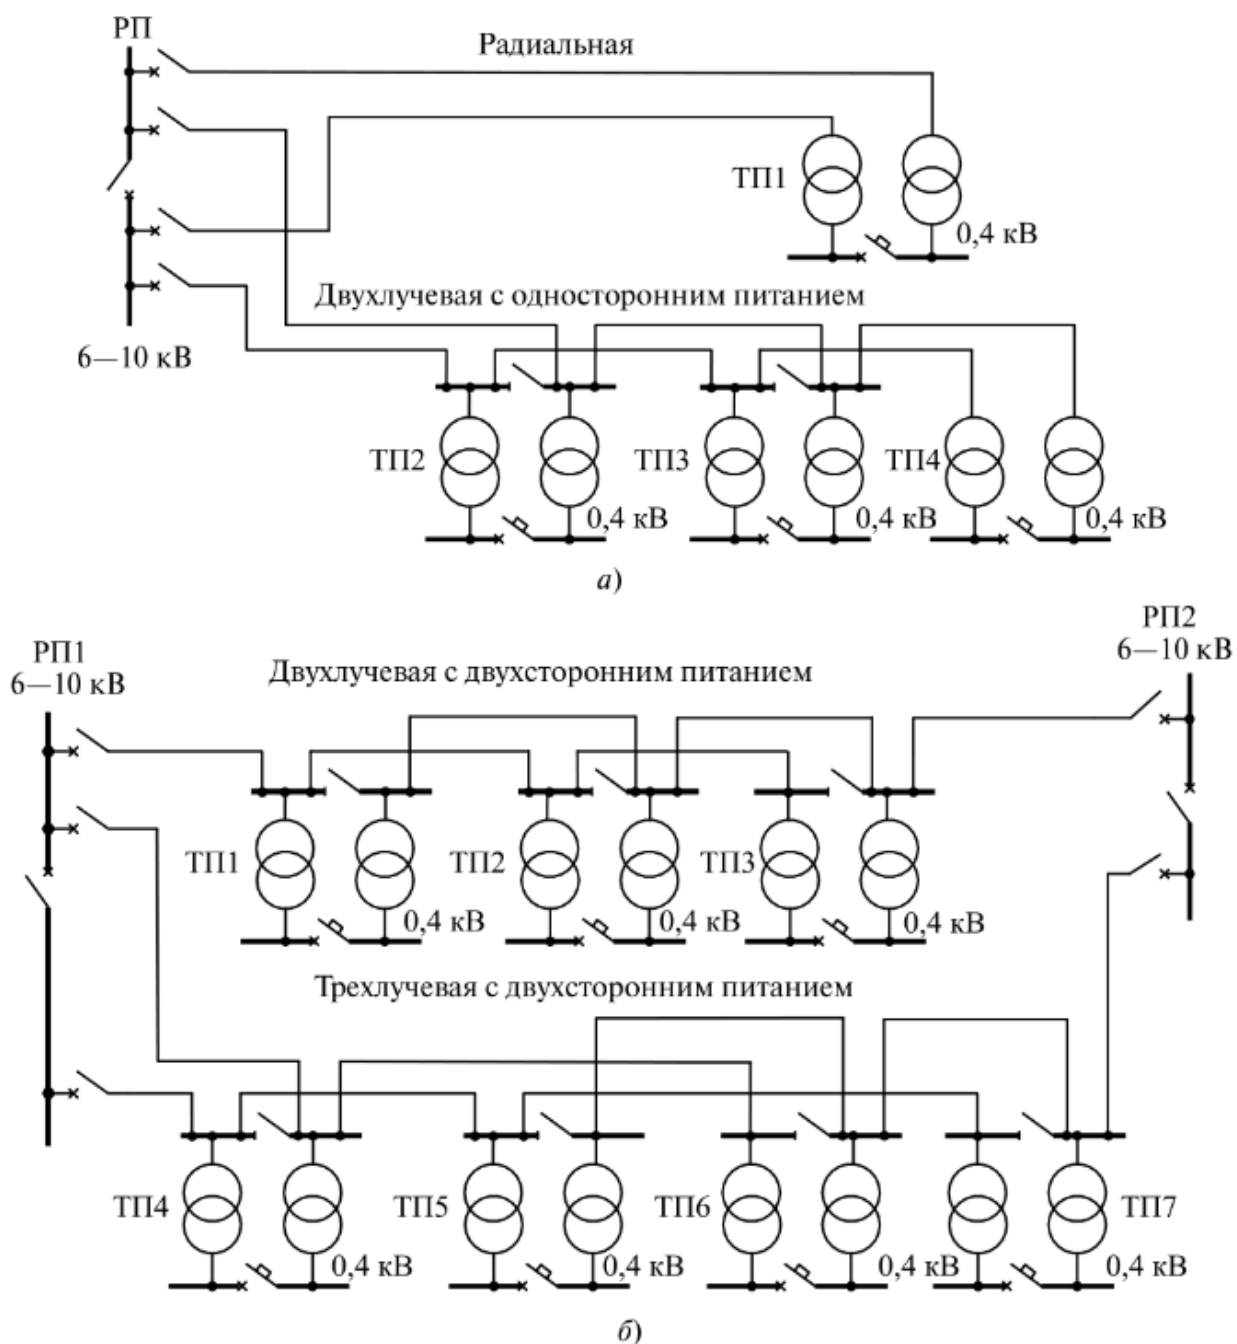 РП
Радиальная
ТП1
0,4 кВ
Двухлучевая с односторонним питанием
6—10 кВ
ТП2
ТП3
ТП4
0,4 кВ
0,4 кВ
0,4 кВ
а)
РП1
6—10 кВ
Двухлучевая с двухсторонним питанием
РП2
6—10 кВ
ТП1
ТП2
ТП3
0,4 кВ
0,4 кВ
0,4 кВ
Трехлучевая с двухсторонним питанием
ТП4
ТП5
ТП6
ТП7
0,4 кВ
0,4 кВ
0,4 кВ
0,4 кВ
б)